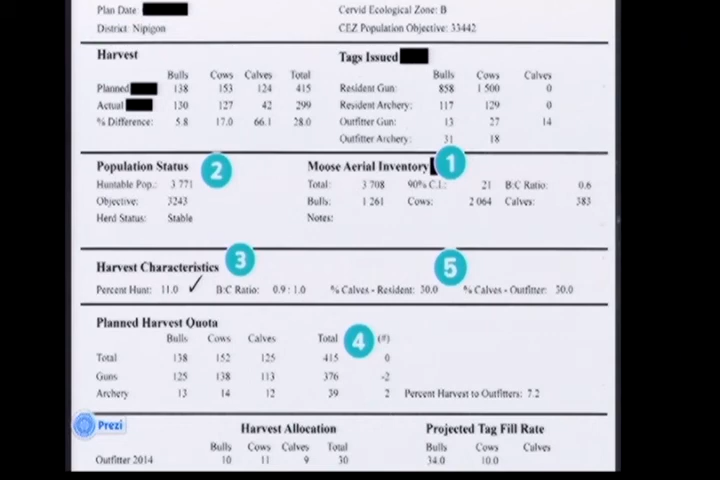 Plan Date: Cervid Ecological Zone: B
District: Nipigon CEZ Population Objective: 33442
Harvest Tags Issued
Bulls Cows Calves Total Bulls Cows Calves
Planned 138 153 124 415 Resident Gun: 858 1 500 0
Actual 130 127 42 299 Resident Archery: 117 129 0
% Difference: 5.8 17.0 66.1 28.0 Outfitter Gun: 13 27 14
Outfitter Archery: 31 18
Population Status 2 Moose Aerial Inventory 1
Huntable Pop.: 3 771 Total: 3 708 90% C.I.: 21 B:C Ratio: 0.6
Objective: 3243 Bulls: 1 261 Cows: 2 064 Calves: 383
Herd Status: Stable Notes:
Harvest Characteristics 3 5
Percent Hunt: 11.0 ✓ B:C Ratio: 0.9 : 1.0 % Calves - Resident: 30.0 % Calves - Outfitter: 30.0
Planned Harvest Quota
Bulls Cows Calves Total 4 (#)
Total 138 152 125 415 0
Guns 125 138 113 376 -2
Archery 13 14 12 39 2 Percent Harvest to Outfitters: 7.2
Prezi
Harvest Allocation Projected Tag Fill Rate
Bulls Cows Calves Total Bulls Cows Calves
Outfitter 2014 10 11 9 30 34.0 10.0